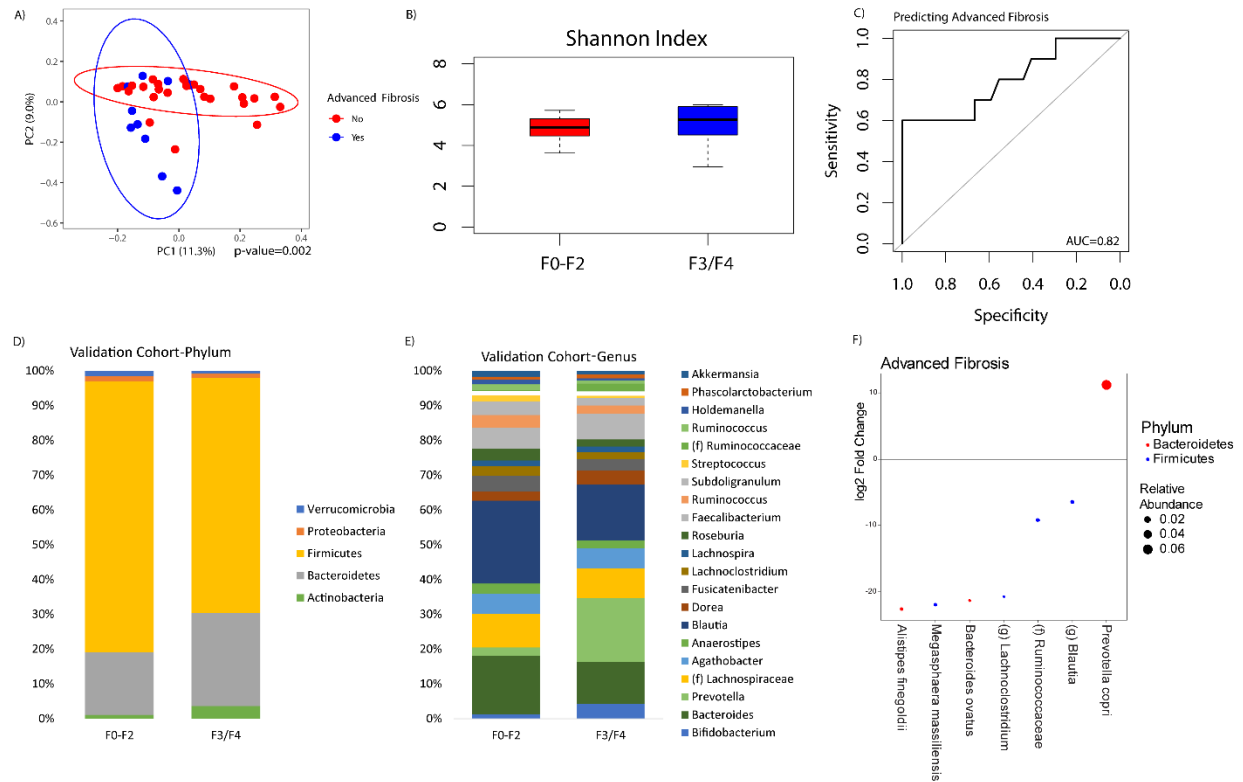 A)
0.4
0.2
0.0
−0.2
−0.4
−0.6
PC2 (9.0%)
−0.2
0.0
0.2
0.4
PC1 (11.3%)
p-value=0.002
Advanced Fibrosis
No
Yes
B)
Shannon Index
8
6
4
2
0
F0-F2
F3/F4
C)
Predicting Advanced Fibrosis
Sensitivity
1.0
0.8
0.6
0.4
0.2
0.0
AUC=0.82
1.0
0.8
0.6
0.4
0.2
0.0
Specificity
D)
Validation Cohort-Phylum
100%
90%
80%
70%
60%
50%
40%
30%
20%
10%
0%
F0-F2
F3/F4
Verrucomicrobia
Proteobacteria
Firmicutes
Bacteroidetes
Actinobacteria
E)
Validation Cohort-Genus
100%
90%
80%
70%
60%
50%
40%
30%
20%
10%
0%
F0-F2
F3/F4
Akkermansia
Phascolarctobacterium
Holdemanella
Ruminococcus
(f) Ruminococcaceae
Streptococcus
Subdoligranulum
Ruminococcus
Faecalibacterium
Roseburia
Lachnospira
Lachnoclostridium
Fusicatenibacter
Dorea
Blautia
Anaerostipes
Agathobacter
(f) Lachnospiraceae
Prevotella
Bacteroides
Bifidobacterium
F)
Advanced Fibrosis
log2 Fold Change
10
0
-10
-20
Alistipes finegoldii
Megasphaera massiliensis
Bacteroides ovatus
(g) Lachnoclostridium
(f) Ruminococcaceae
(g) Blautia
Prevotella copri
Phylum
Bacteroidetes
Firmicutes
Relative
Abundance
0.02
0.04
0.06